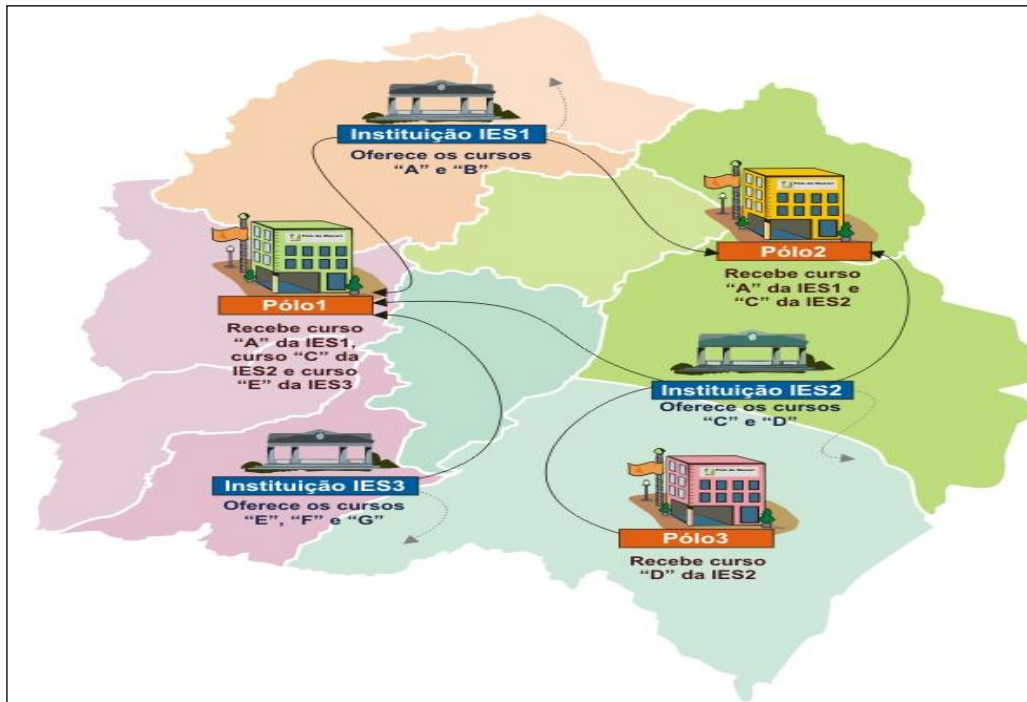 Instituição IES1
Oferece os cursos
“A” e “B”
Pólo2
Recebe curso
“A” da IES1 e
“C” da IES2
Pólo1
Recebe curso
“A” da IES1,
curso “C” da
IES2 e curso
“E” da IES3
Instituição IES2
Oferece os cursos
“C” e “D”
Instituição IES3
Oferece os cursos
“E”, “F” e “G”
Pólo3
Recebe curso
“D” da IES2